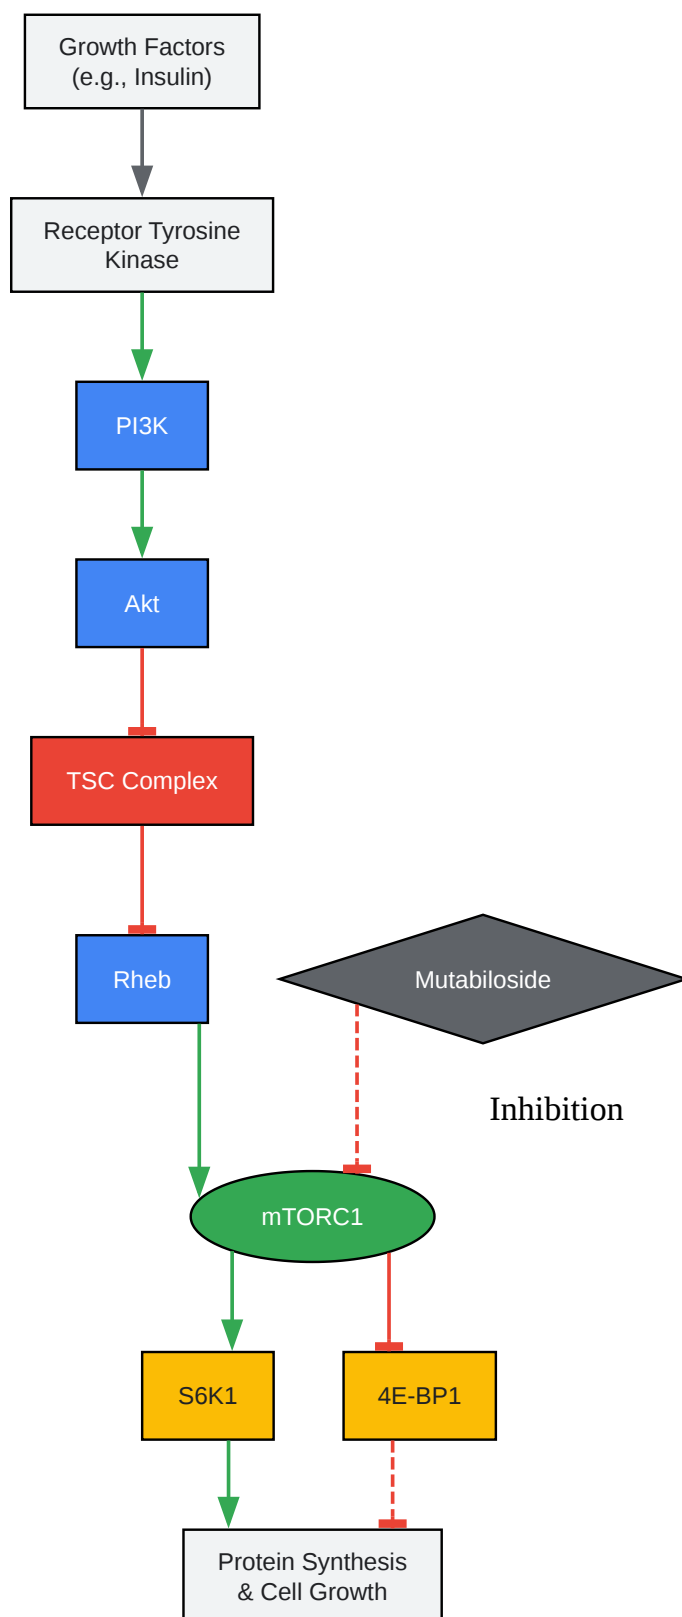 Growth Factors
(e.g., Insulin)
Receptor Tyrosine
Kinase
PI3K
Akt
TSC Complex
Rheb
Mutabiloside
Inhibition
mTORC1
S6K1
4E-BP1
Protein Synthesis
& Cell Growth